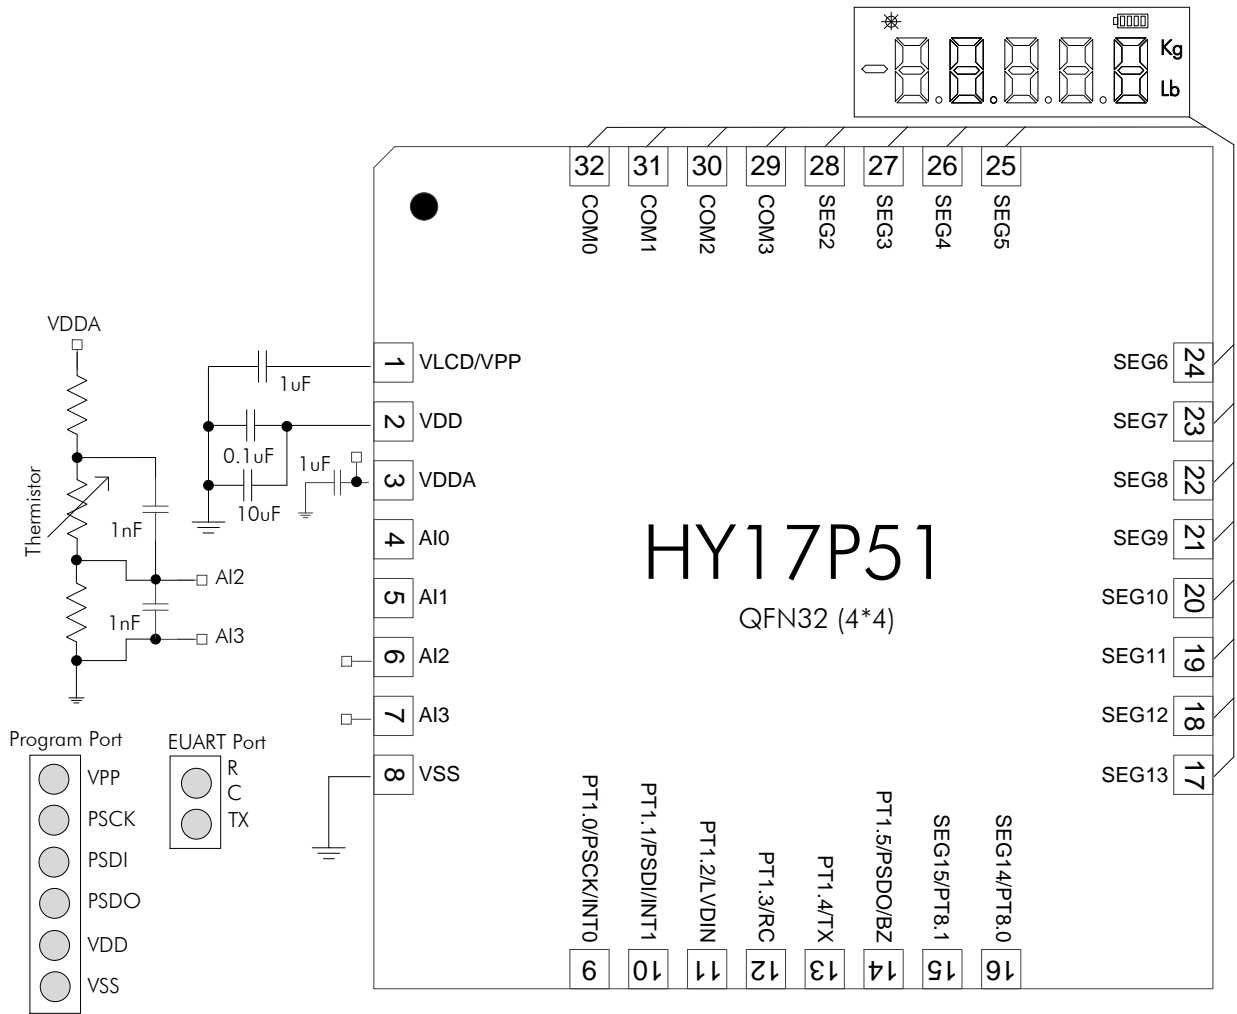 Kg
Lb
32
31
30
29
28
27
26
25
COM0
COM1
COM2
COM3
SEG2
SEG3
SEG4
SEG5
VDDA
Thermistor
1nF
AI2
1nF
AI3
1uF
0.1uF
1uF
10uF
1 VLCD/VPP
2 VDD
3 VDDA
4 AI0
5 AI1
6 AI2
7 AI3
8 VSS
HY17P51
QFN32 (4*4)
SEG6 24
SEG7 23
SEG8 22
SEG9 21
SEG10 20
SEG11 19
SEG12 18
SEG13 17
Program Port
VPP
PSCK
PSDI
PSDO
VDD
VSS
EUART Port
R
C
TX
PT1.0/PSCK/INT0
PT1.1/PSDI/INT1
PT1.2/LVDIN
PT1.3/RC
PT1.4/TX
PT1.5/PSDO/BZ
SEG15/PT8.1
SEG14/PT8.0
9
10
11
12
13
14
15
16